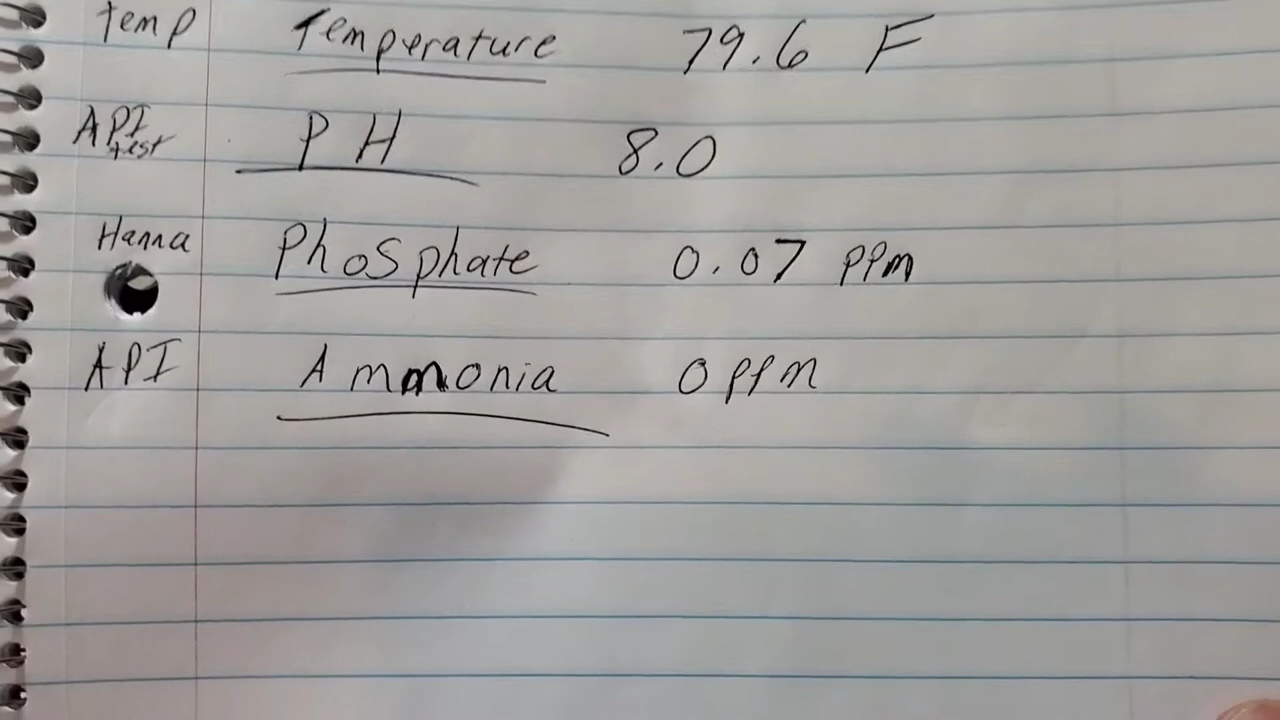 Temp Temperature 79.6 F
API test PH 8.0
Hanna Phosphate 0.07 ppm
API Ammonia 0 ppm